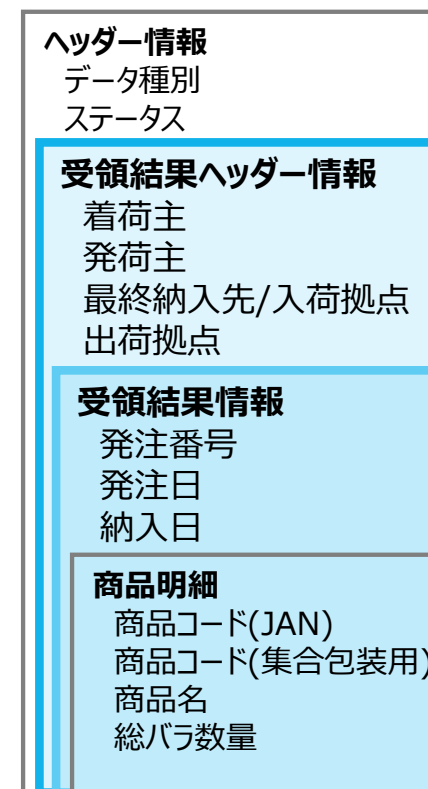 ヘッダー情報
データ種別
ステータス
受領結果ヘッダー情報
着荷主
発荷主
最終納入先/入荷拠点
出荷拠点
受領結果情報
発注番号
発注日
納入日
商品明細
商品コード(JAN)
商品コード(集合包装用)
商品名
総バラ数量